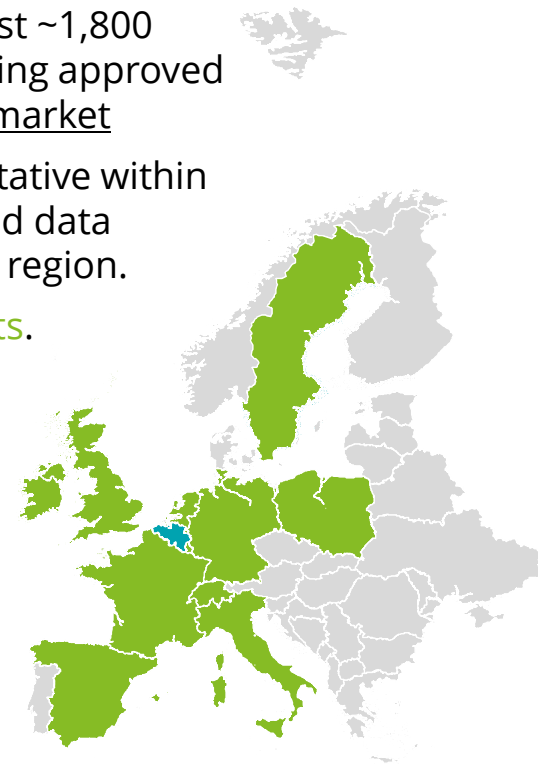 st ~1,800
ing approved
market
tative within
d data
region.
ts.